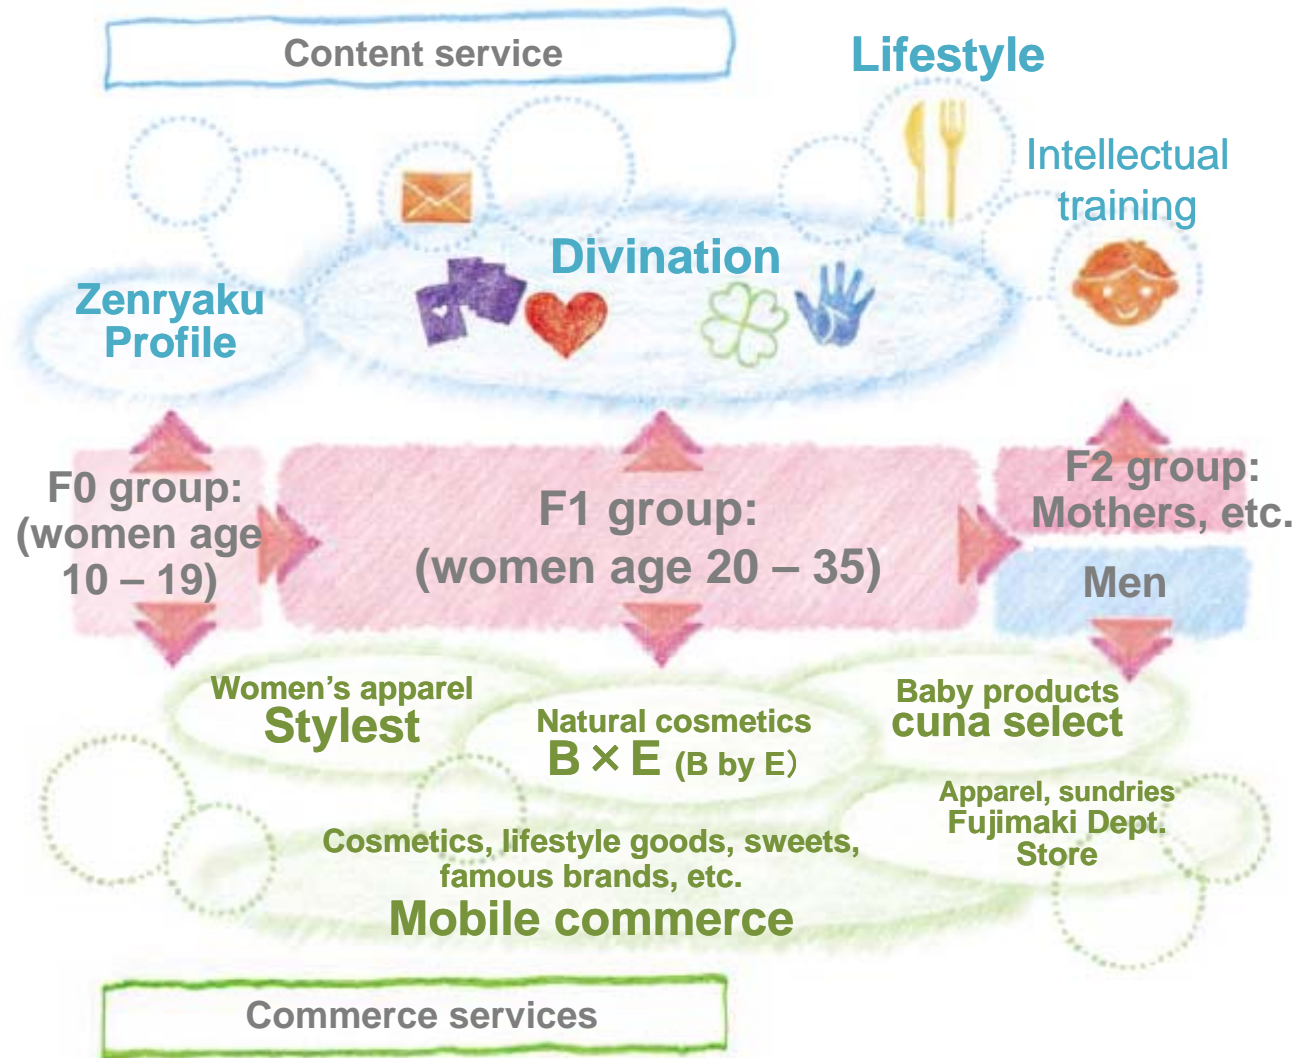 Content service
Lifestyle
Intellectual
training
Divination
Zenryaku
Profile
F0 group:
(women age
10 – 19)
F1 group:
(women age 20 – 35)
F2 group:
Mothers, etc.
Men
Women’s apparel
Stylest
Natural cosmetics
B×E (B by E）
Baby products
cuna select
Apparel, sundries
Fujimaki Dept.
Store
Cosmetics, lifestyle goods, sweets,
famous brands, etc.
Mobile commerce
Commerce services